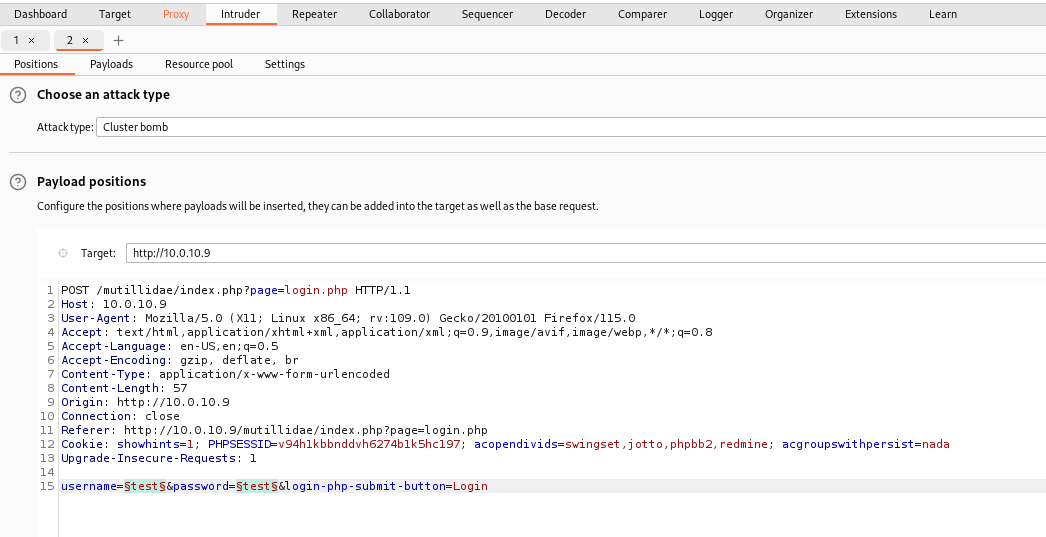 Dashboard Target Proxy Intruder Repeater Collaborator Sequencer Decoder Comparer Logger Organizer Extensions Learn
1 × 2 × +
Positions Payloads Resource pool Settings
? Choose an attack type
Attack type: Cluster bomb
? Payload positions
Configure the positions where payloads will be inserted, they can be added into the target as well as the base request.
Target: http://10.0.10.9
1 POST /mutillidae/index.php?page=login.php HTTP/1.1
2 Host: 10.0.10.9
3 User-Agent: Mozilla/5.0 (X11; Linux x86_64; rv:109.0) Gecko/20100101 Firefox/115.0
4 Accept: text/html,application/xhtml+xml,application/xml;q=0.9,image/avif,image/webp,*/*;q=0.8
5 Accept-Language: en-US,en;q=0.5
6 Accept-Encoding: gzip, deflate, br
7 Content-Type: application/x-www-form-urlencoded
8 Content-Length: 57
9 Origin: http://10.0.10.9
10 Connection: close
11 Referer: http://10.0.10.9/mutillidae/index.php?page=login.php
12 Cookie: showhints=1; PHPSESSID=v94h1kbbnddvh6274b1k5hc197; acopendivids=swingset,jotto,phpbb2,redmine; acgroupswithpersist=nada
13 Upgrade-Insecure-Requests: 1
14
15 username=§test§&password=§test§&login-php-submit-button=Login